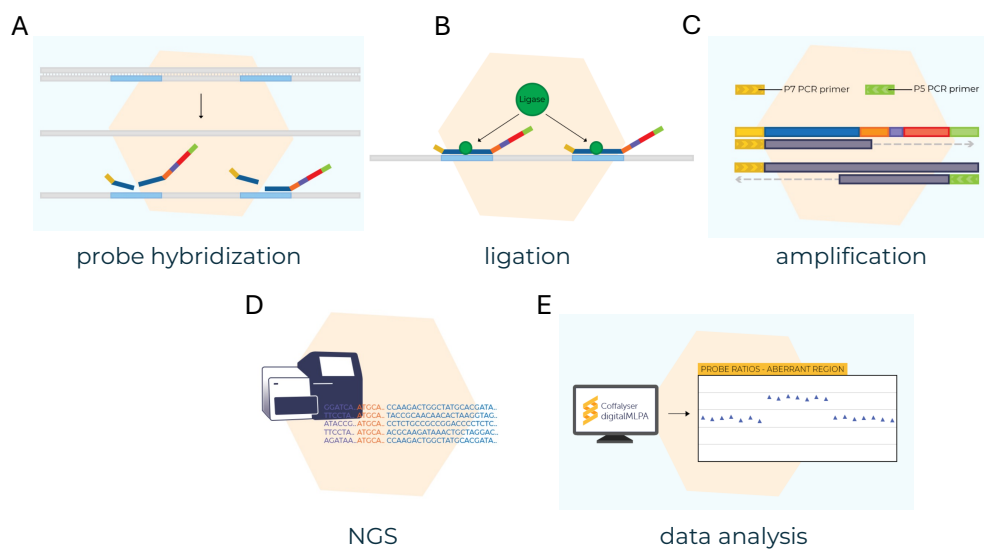 A
B
C
Ligase
P7 PCR primer
P5 PCR primer
probe hybridization
ligation
amplification
D
E
GGATCA..ATGCA.. CCAAGACTGGCTATGCACGATA..
TTCCTA..ATGCA.. TACCGCAACAACACTAAGGTAG..
ATACCG..ATGCA.. CCTCTGCCGCCGGACCCCTCTC..
TTCCTA..ATGCA.. ACGCAAGATAAACTGCTAGGAC..
AGATAA..ATGCA.. CCAAGACTGGCTATGCACGATA..
PROBE RATIOS - ABERRANT REGION
Coffalyser
digitalMLPA
NGS
data analysis